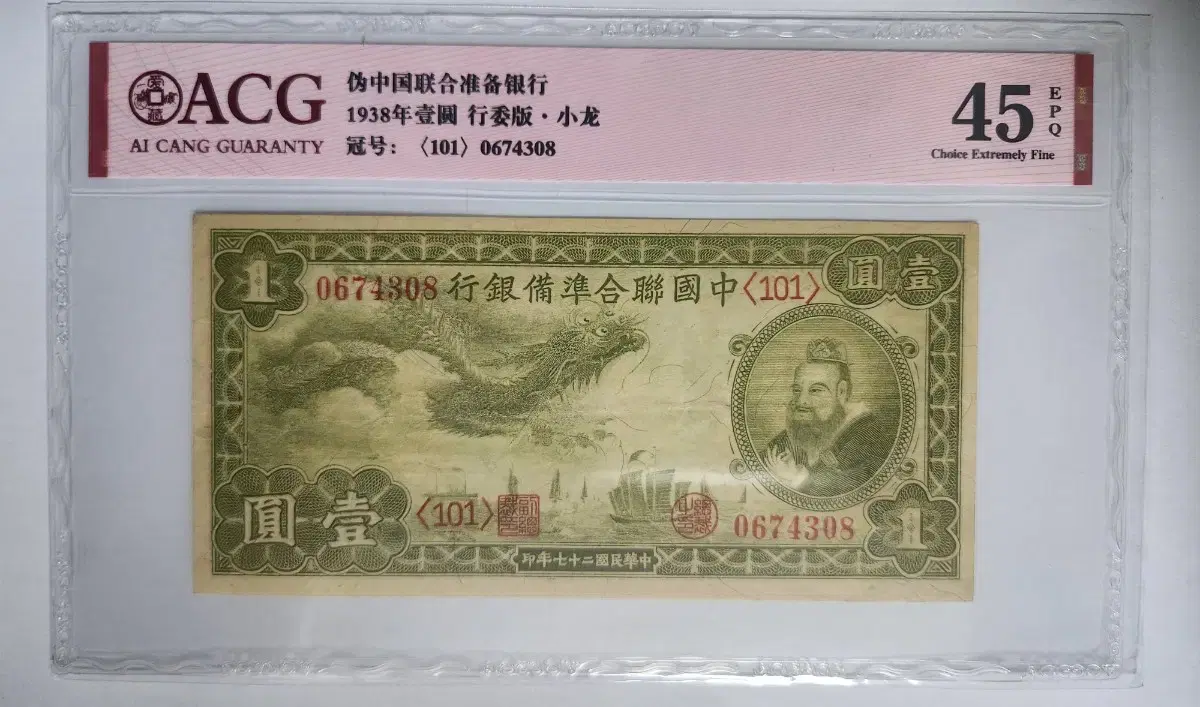 爱藏
ACG
AI CANG GUARANTY
伪中国联合准备银行
1938年壹圓 行委版·小龙
冠号：〈101〉0674308
45
EPQ
Choice Extremely Fine
1
壹圓
〈101〉中國聯合準備銀行 0674308
壹圓
〈101〉
0674308
1
中華民國二十七年印